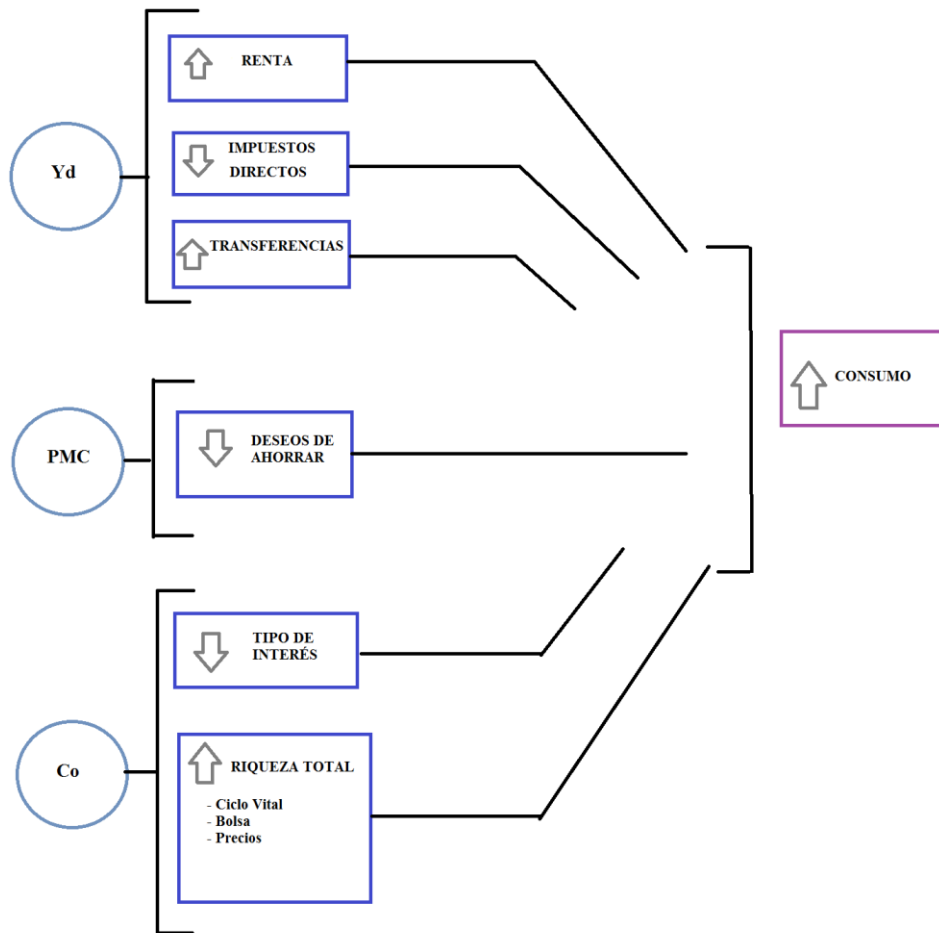 Yd
RENTA
IMPUESTOS
DIRECTOS
TRANSFERENCIAS
PMC
DESEOS DE
AHORRAR
CONSUMO
Co
TIPO DE
INTERÉS
RIQUEZA TOTAL
- Ciclo Vital
- Bolsa
- Precios